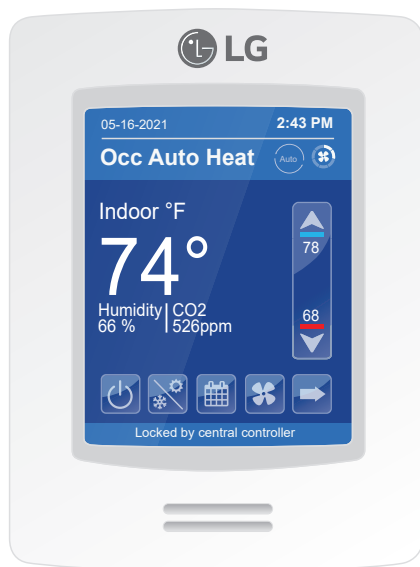 LG
05-16-2021 2:43 PM
Occ Auto Heat Auto
Indoor °F
74°
78
Humidity CO2
66 % 526ppm
68
Locked by central controller